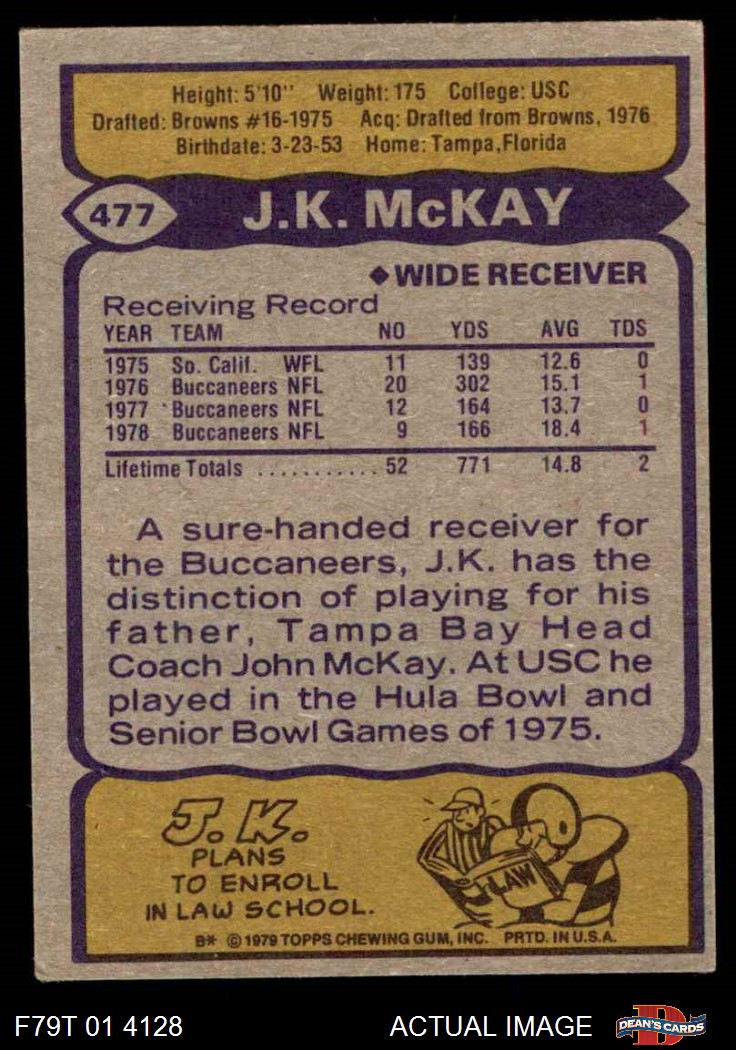 Height: 5'10" Weight: 175 College: USC
Drafted: Browns #16-1975 Acq: Drafted from Browns, 1976
Birthdate: 3-23-53 Home: Tampa, Florida
477 J.K. McKAY
◆ WIDE RECEIVER
Receiving Record
YEAR TEAM NO YDS AVG TDS
1975 So. Calif. WFL 11 139 12.6 0
1976 Buccaneers NFL 20 302 15.1 1
1977 Buccaneers NFL 12 164 13.7 0
1978 Buccaneers NFL 9 166 18.4 1
Lifetime Totals ........... 52 771 14.8 2
A sure-handed receiver for
the Buccaneers, J.K. has the
distinction of playing for his
father, Tampa Bay Head
Coach John McKay. At USC he
played in the Hula Bowl and
Senior Bowl Games of 1975.
J.K.
PLANS
TO ENROLL
IN LAW SCHOOL.
LAW
B* © 1979 TOPPS CHEWING GUM, INC. PRTD. IN U.S.A.
F79T 01 4128 ACTUAL IMAGE D DEAN'S CARDS